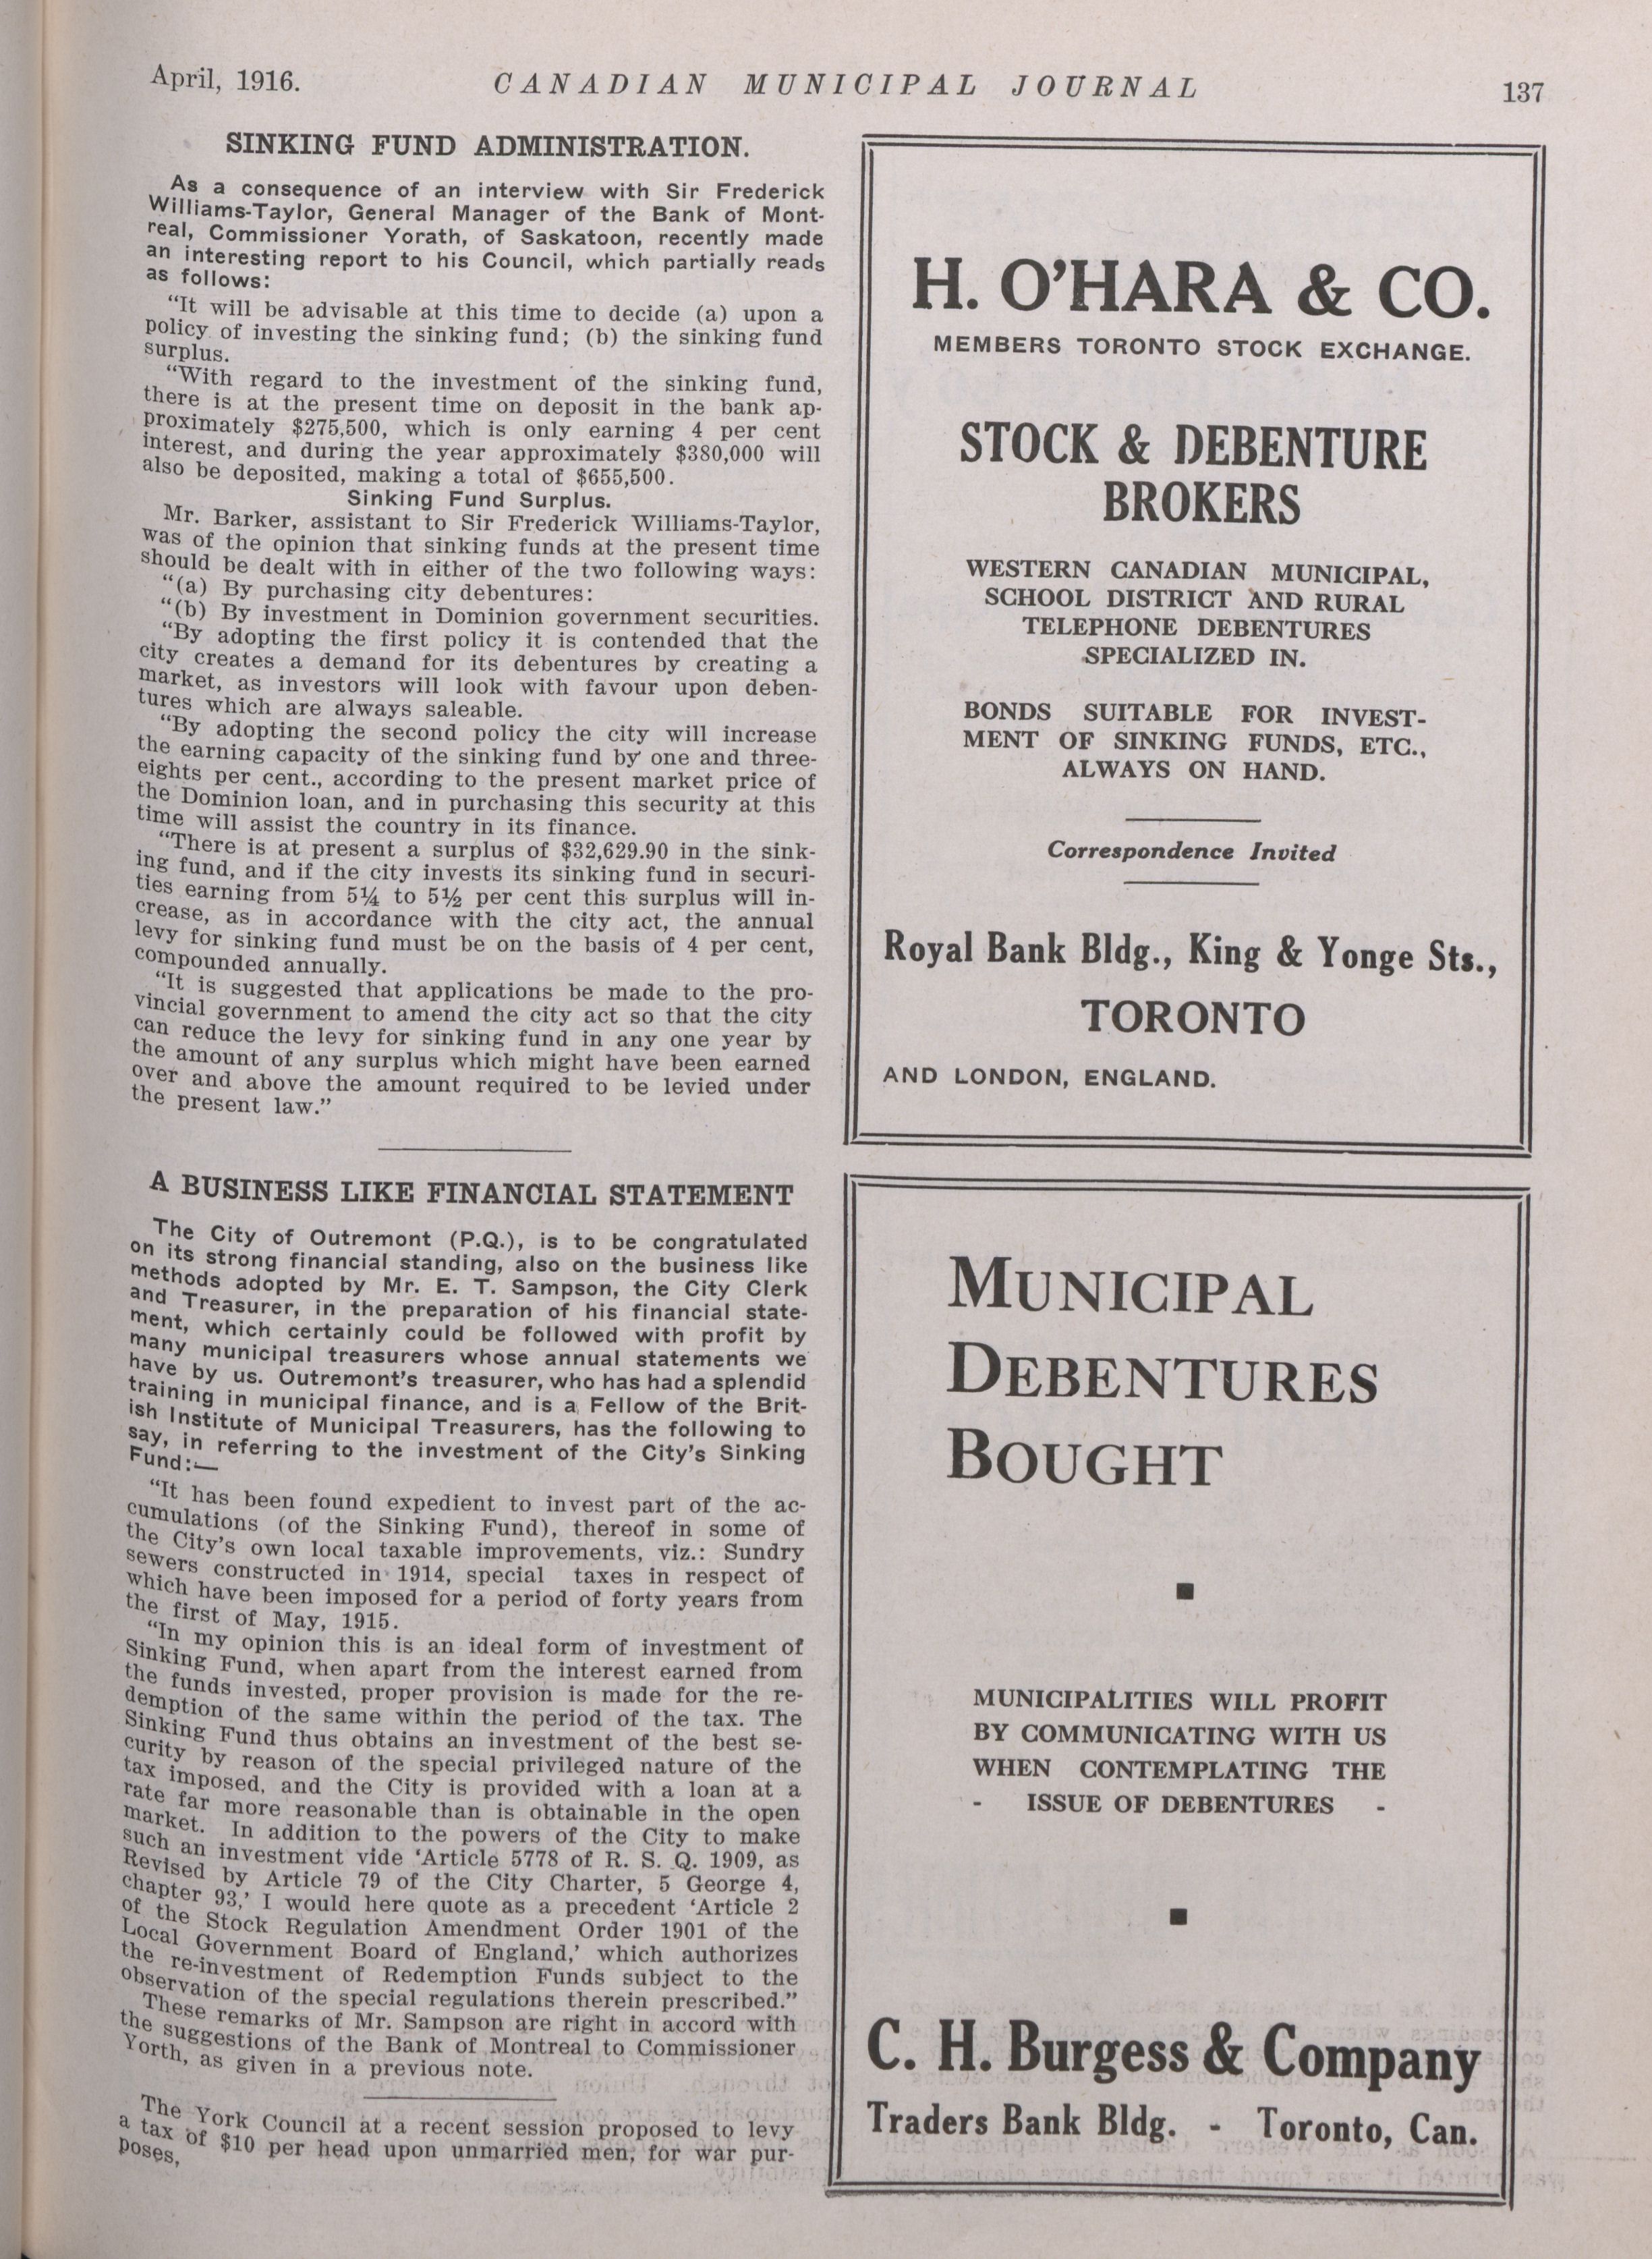 April, 1916.
CANADIAN MUNICIPAL JOURNAL
137
SINKING FUND ADMINISTRATION.
As a consequence of an interview with Sir Frederick
Williams-Taylor, General Manager of the Bank of Mont-
real, Commissioner Yorath, of Saskatoon, recently made
an interesting report to his Council, which partially reads
as follows:
"It will be advisable at this time to decide (a) upon a
policy of investing the sinking fund; (b) the sinking fund
surplus.
"With regard to the investment of the sinking fund,
there is at the present time on deposit in the bank ap-
proximately $275,500, which is only earning 4 per cent
interest, and during the year approximately $380,000 will
also be deposited, making a total of $655,500.
Sinking Fund Surplus.
Mr. Barker, assistant to Sir Frederick Williams-Taylor,
was of the opinion that sinking funds at the present time
should be dealt with in either of the two following ways:
"(a) By purchasing city debentures:
"(b) By investment in Dominion government securities.
"By adopting the first policy it is contended that the
city creates a demand for its debentures by creating a
market, as investors will look with favour upon deben-
tures which are always saleable.
"By adopting the second policy the city will increase
the earning capacity of the sinking fund by one and three-
eights per cent., according to the present market price of
the Dominion loan, and in purchasing this security at this
time will assist the country in its finance.
"There is at present a surplus of $32,629.90 in the sink-
ing fund, and if the city invests its sinking fund in securi-
ties earning from 5¼ to 5½ per cent this surplus will in-
crease, as in accordance with the city act, the annual
levy for sinking fund must be on the basis of 4 per cent,
compounded annually.
"It is suggested that applications be made to the pro-
vincial government to amend the city act so that the city
can reduce the levy for sinking fund in any one year by
the amount of any surplus which might have been earned
over and above the amount required to be levied under
the present law."
A BUSINESS LIKE FINANCIAL STATEMENT
The City of Outremont (P.Q.), is to be congratulated
on its strong financial standing, also on the business like
methods adopted by Mr. E. T. Sampson, the City Clerk
and Treasurer, in the preparation of his financial state-
ment, which certainly could be followed with profit by
many municipal treasurers whose annual statements we
have by us. Outremont's treasurer, who has had a splendid
training in municipal finance, and is a Fellow of the Brit-
ish Institute of Municipal Treasurers, has the following to
say, in referring to the investment of the City's Sinking
Fund:—
"It has been found expedient to invest part of the ac-
cumulations (of the Sinking Fund), thereof in some of
the City's own local taxable improvements, viz.: Sundry
sewers constructed in 1914, special taxes in respect of
which have been imposed for a period of forty years from
the first of May, 1915.
"In my opinion this is an ideal form of investment of
Sinking Fund, when apart from the interest earned from
the funds invested, proper provision is made for the re-
demption of the same within the period of the tax. The
Sinking Fund thus obtains an investment of the best se-
curity by reason of the special privileged nature of the
tax imposed, and the City is provided with a loan at a
rate far more reasonable than is obtainable in the open
market. In addition to the powers of the City to make
such an investment vide 'Article 5778 of R. S. Q. 1909, as
Revised by Article 79 of the City Charter, 5 George 4,
chapter 93,' I would here quote as a precedent 'Article 2
of the Stock Regulation Amendment Order 1901 of the
Local Government Board of England,' which authorizes
the re-investment of Redemption Funds subject to the
observation of the special regulations therein prescribed."
These remarks of Mr. Sampson are right in accord with
the suggestions of the Bank of Montreal to Commissioner
Yorth, as given in a previous note.
The York Council at a recent session proposed to levy
a tax of $10 per head upon unmarried men, for war pur-
poses,
H. O'HARA & CO.
MEMBERS TORONTO STOCK EXCHANGE.
STOCK & DEBENTURE
BROKERS
WESTERN CANADIAN MUNICIPAL,
SCHOOL DISTRICT AND RURAL
TELEPHONE DEBENTURES
SPECIALIZED IN.
BONDS SUITABLE FOR INVEST-
MENT OF SINKING FUNDS, ETC.,
ALWAYS ON HAND.
Correspondence Invited
Royal Bank Bldg., King & Yonge Sts.,
TORONTO
AND LONDON, ENGLAND.
MUNICIPAL
DEBENTURES
BOUGHT
MUNICIPALITIES WILL PROFIT
BY COMMUNICATING WITH US
WHEN CONTEMPLATING THE
- ISSUE OF DEBENTURES -
C. H. Burgess & Company
Traders Bank Bldg. - Toronto, Can.